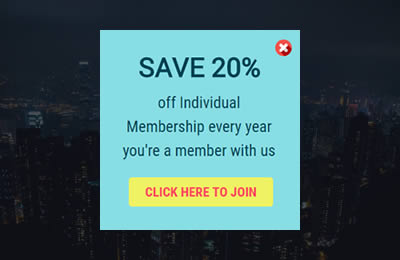 SAVE 20%
off Individual
Membership every year
you're a member with us
CLICK HERE TO JOIN